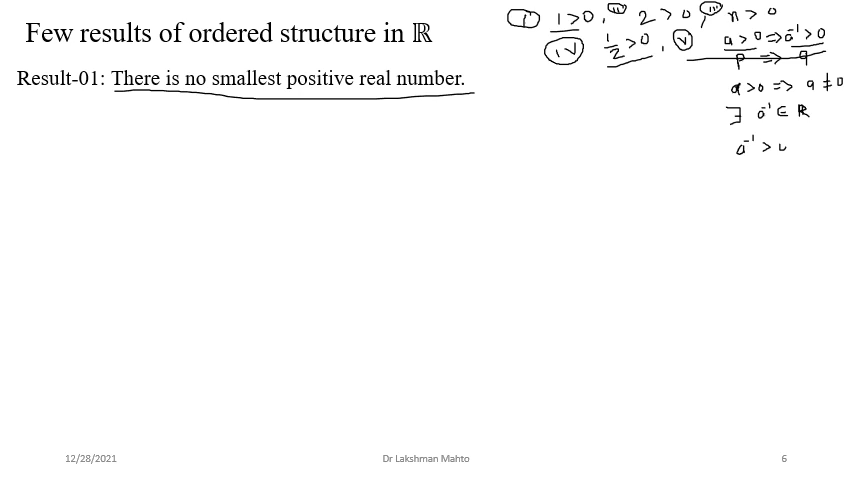 Few results of ordered structure in ℝ
Result-01: There is no smallest positive real number.
(i) 1>0, (ii) 2>0, (iii) n>0
(iv) 1/2>0, (v) a>0 => a⁻¹>0
p => q
a>0 => a≠0
∃ a⁻¹ ∈ R
a⁻¹ >
12/28/2021
Dr Lakshman Mahto
6